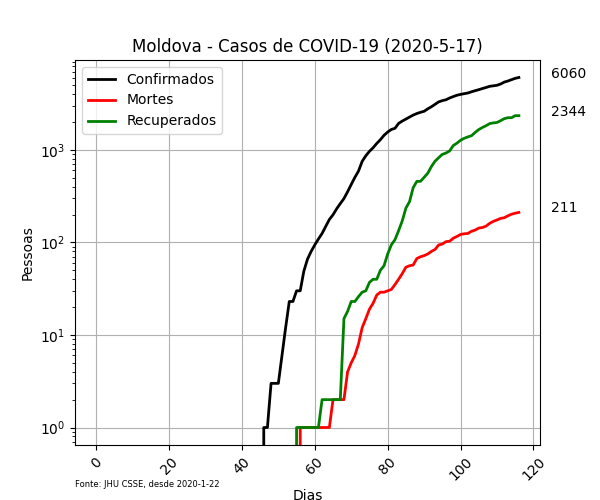 Moldova - Casos de COVID-19 (2020-5-17)
Confirmados
Mortes
Recuperados
6060
2344
211
Pessoas
10³
10²
10¹
10⁰
0 20 40 60 80 100 120
Fonte: JHU CSSE, desde 2020-1-22
Dias